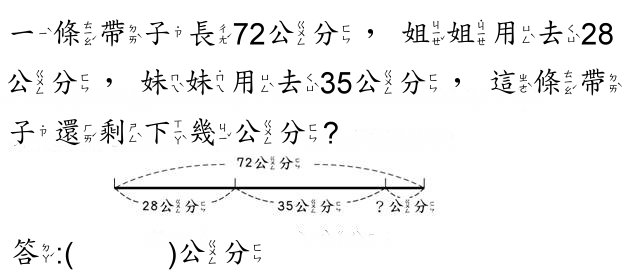 一條帶子長72公分，姐姐用去28
公分，妹妹用去35公分，這條帶
子還剩下幾公分?
72公分
28公分 35公分 ?公分
答:( )公分